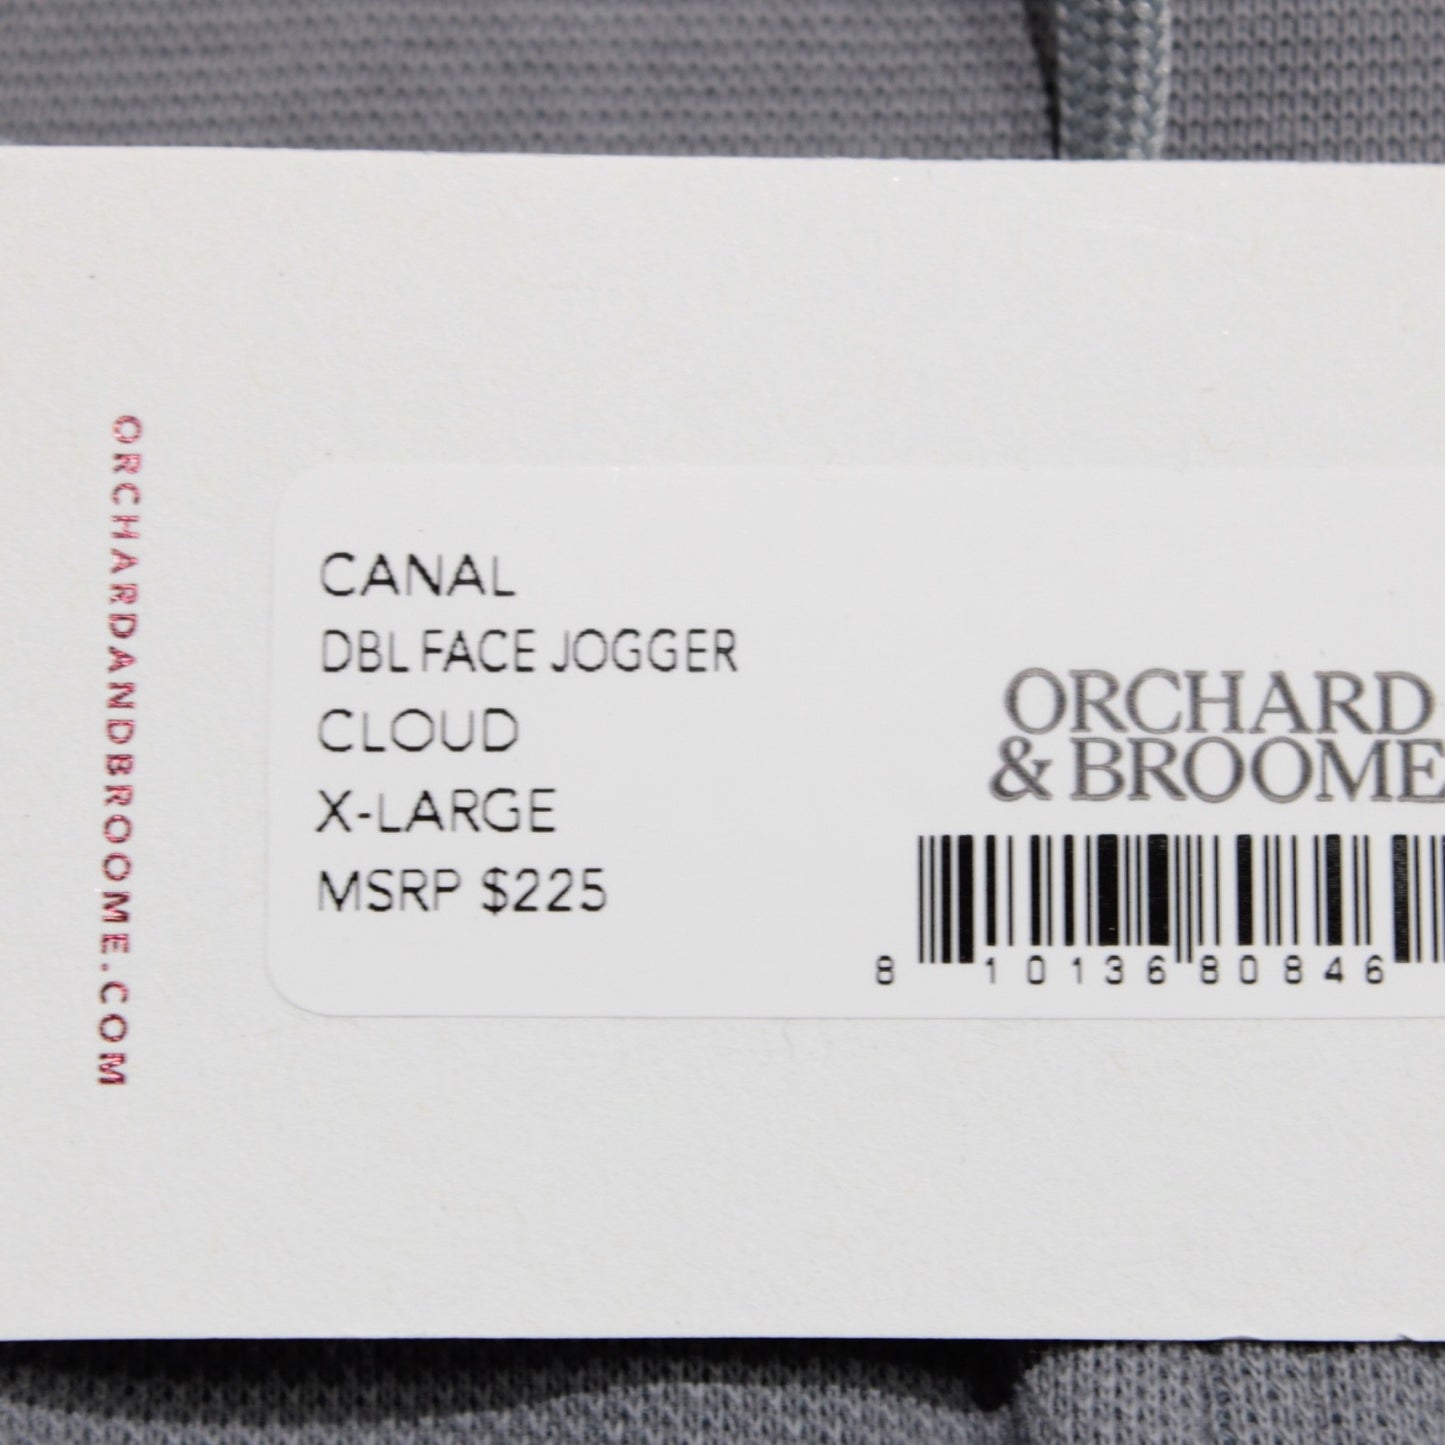 ORCHARDANDBROOME.COM
CANAL
DBL FACE JOGGER
CLOUD
X-LARGE
MSRP $225
ORCHARD
& BROOME
8 10136 80846